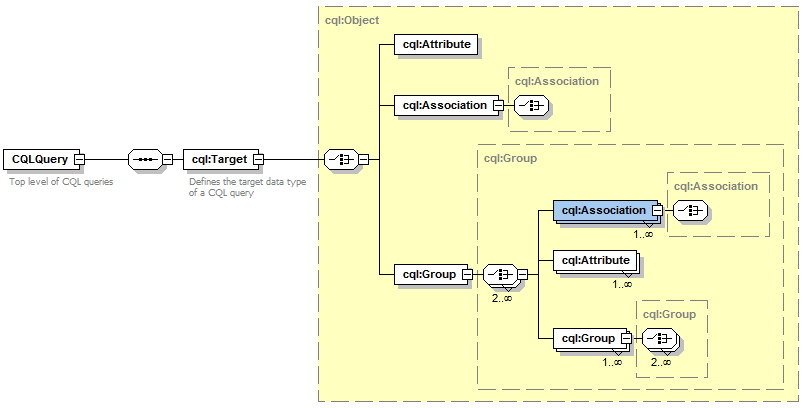 cql:Object
cql:Attribute
cql:Association
cql:Association
CQLQuery
Top level of CQL queries
cql:Target
Defines the target data type
of a CQL query
cql:Group
cql:Association
cql:Association
1..∞
cql:Attribute
1..∞
cql:Group
2..∞
cql:Group
cql:Group
1..∞
2..∞